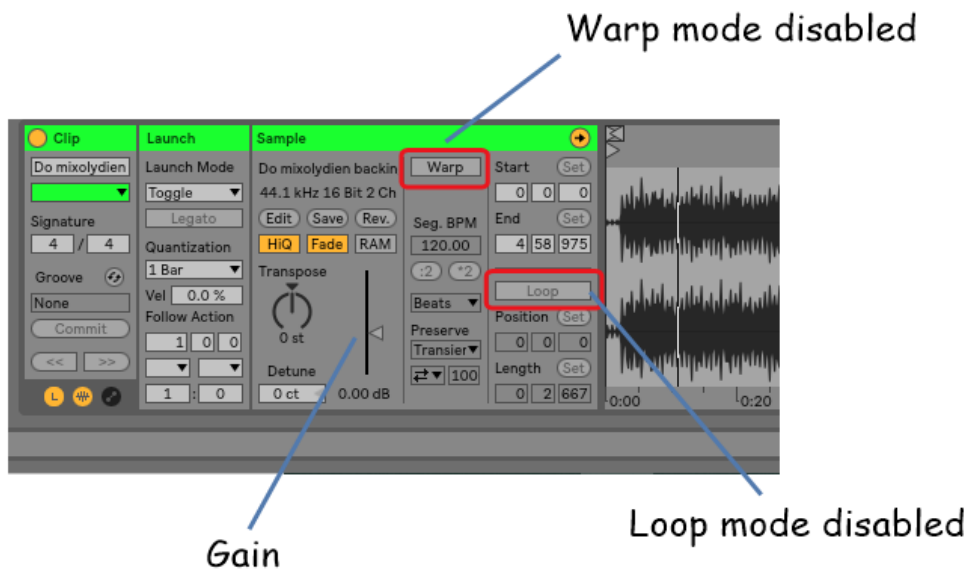 Warp mode disabled
Clip
Launch
Sample
Do mixolydien
Launch Mode
Do mixolydien backin
Warp
Start
Set
Toggle
44.1 kHz 16 Bit 2 Ch
0 0 0
Signature
Legato
Edit Save Rev.
Seg. BPM
End
Set
4 / 4
Quantization
HiQ Fade RAM
120.00
4 58 975
Groove
1 Bar
Transpose
:2 *2
Loop
None
Vel 0.0 %
Beats
Position Set
Commit
Follow Action
0 st
Preserve
0 0 0
1 0 0
Transier
<< >>
Detune
100
Length Set
L
1 : 0
0 ct
0.00 dB
0 2 667
0:00
0:20
Loop mode disabled
Gain